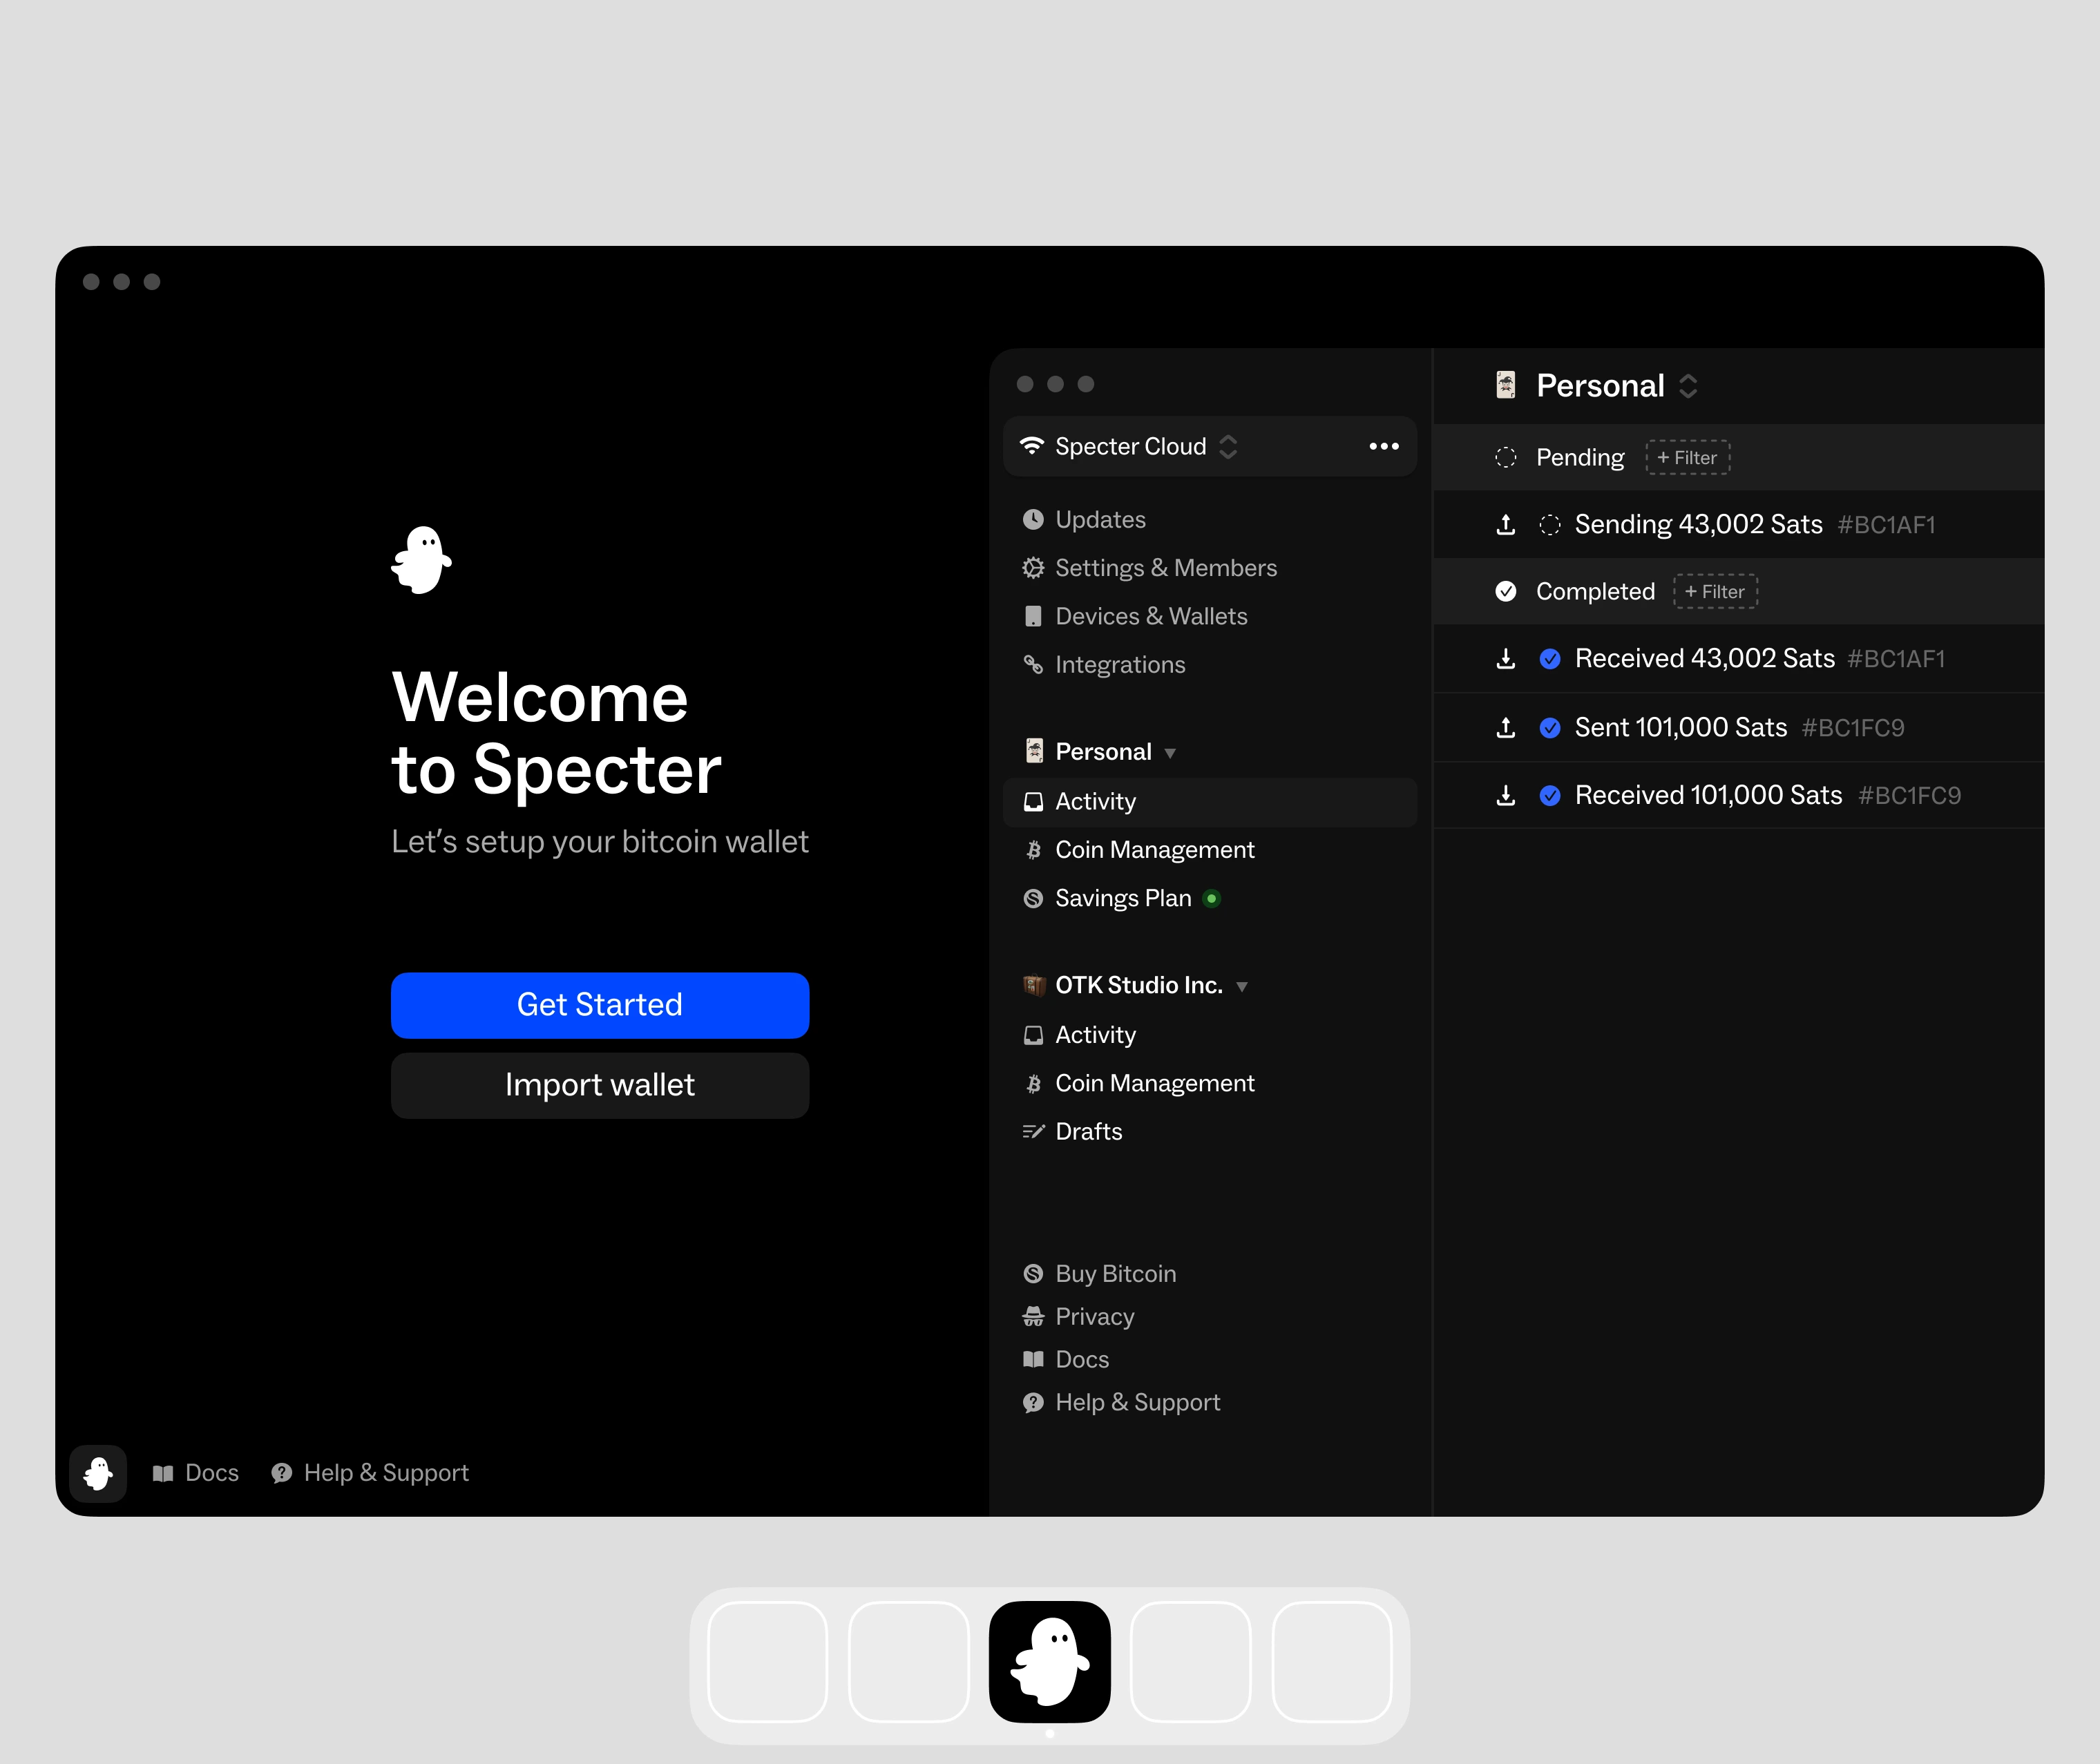 Welcome
to Specter
Let’s setup your bitcoin wallet
Get Started
Import wallet
Docs
Help & Support
Specter Cloud
Updates
Settings & Members
Devices & Wallets
Integrations
Personal
Activity
Coin Management
Savings Plan
OTK Studio Inc.
Activity
Coin Management
Drafts
Buy Bitcoin
Privacy
Docs
Help & Support
Personal
Pending + Filter
Sending 43,002 Sats #BC1AF1
Completed + Filter
Received 43,002 Sats #BC1AF1
Sent 101,000 Sats #BC1FC9
Received 101,000 Sats #BC1FC9